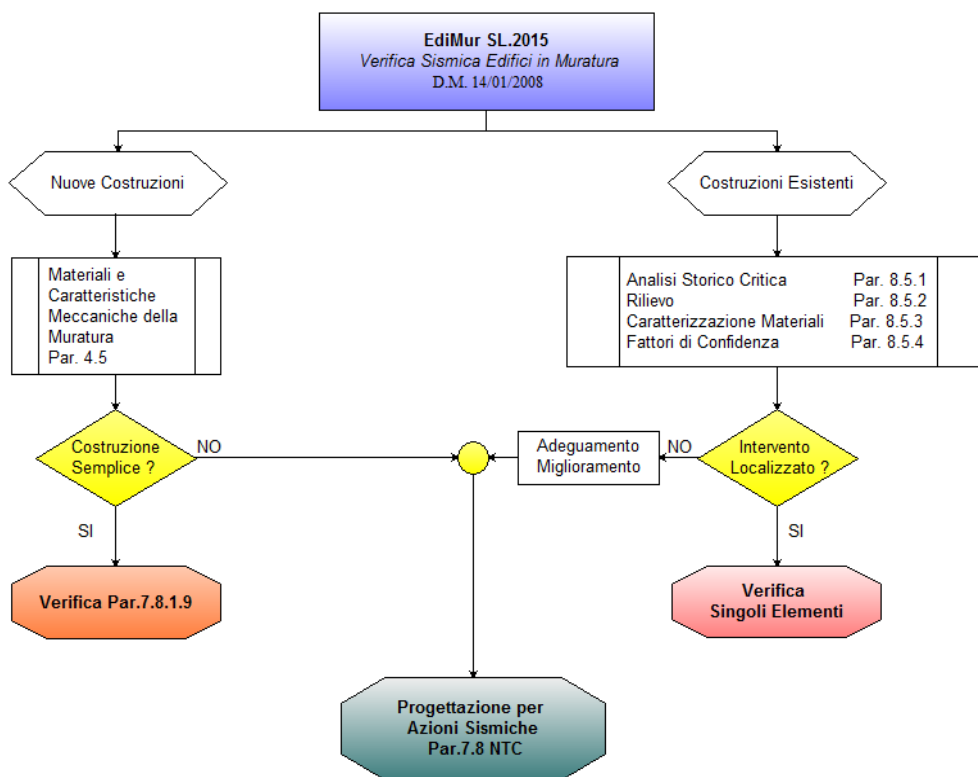 EdiMur SL.2015
Verifica Sismica Edifici in Muratura
D.M. 14/01/2008
Nuove Costruzioni
Costruzioni Esistenti
Materiali e
Caratteristiche
Meccaniche della
Muratura
Par. 4.5
Analisi Storico Critica Par. 8.5.1
Rilievo Par. 8.5.2
Caratterizzazione Materiali Par. 8.5.3
Fattori di Confidenza Par. 8.5.4
Costruzione
Semplice ?
NO
Adeguamento
Miglioramento
NO
Intervento
Localizzato ?
SI
SI
Verifica Par.7.8.1.9
Verifica
Singoli Elementi
Progettazione per
Azioni Sismiche
Par.7.8 NTC